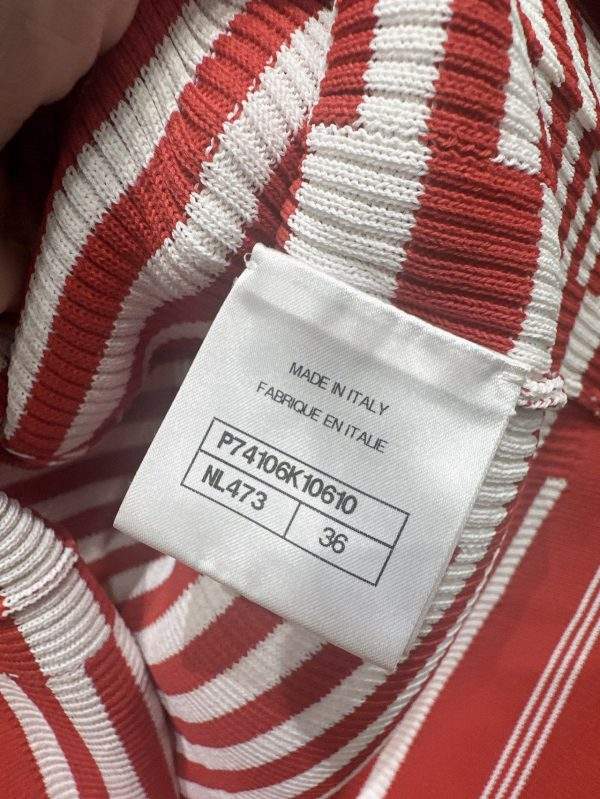 MADE IN ITALY
FABRIQUE EN ITALIE
P74106K10610
NL473
36